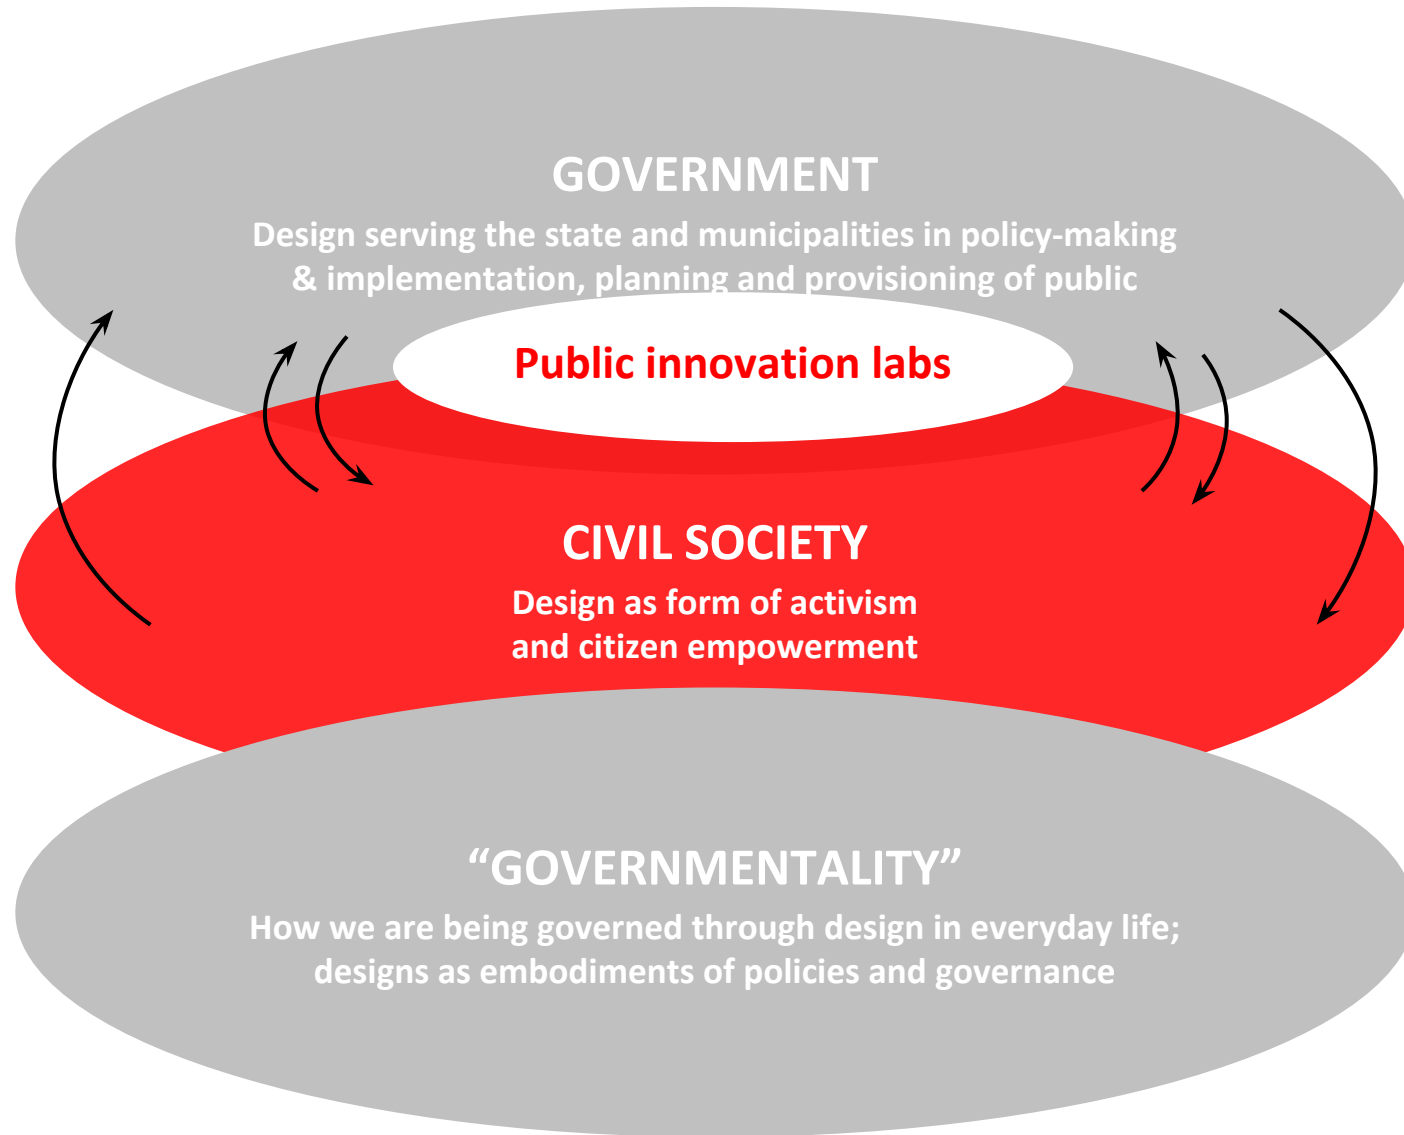 GOVERNMENT
Design serving the state and municipalities in policy-making
& implementation, planning and provisioning of public
Public innovation labs
CIVIL SOCIETY
Design as form of activism
and citizen empowerment
“GOVERNMENTALITY”
How we are being governed through design in everyday life;
designs as embodiments of policies and governance